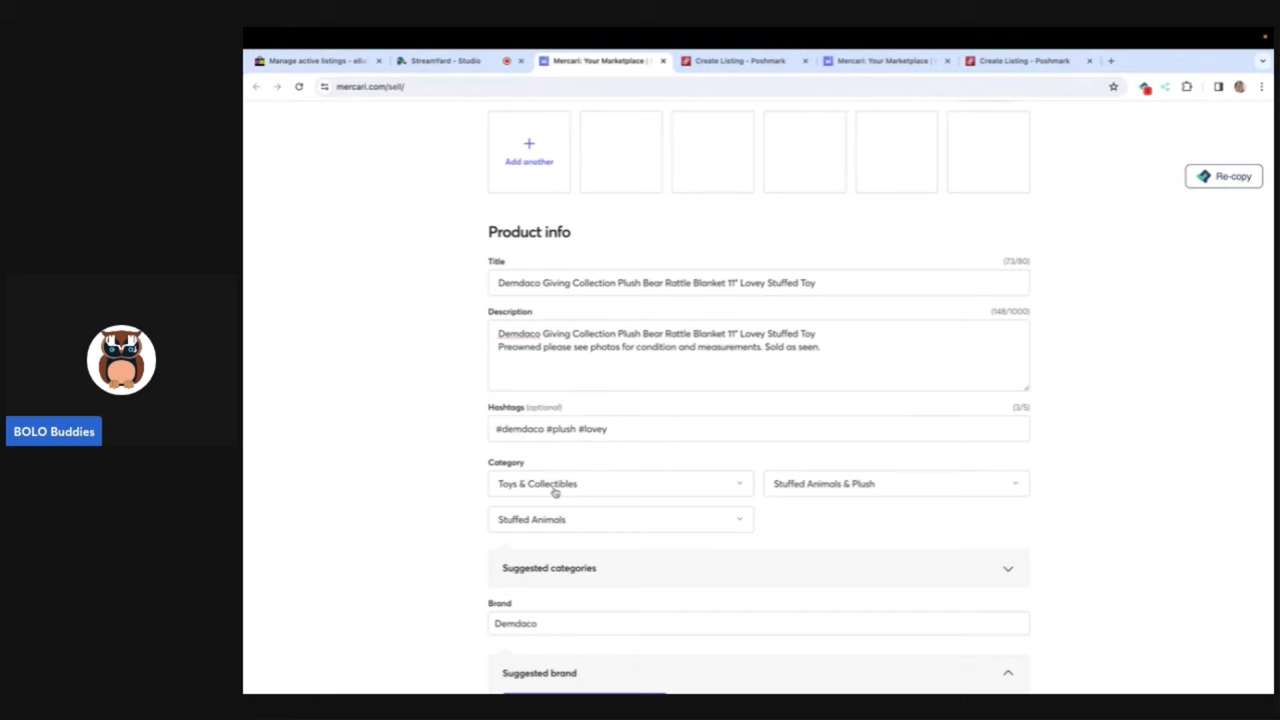 Manage active listings - eB
StreamYard - Studio
Mercari: Your Marketplace |
Create Listing - Poshmark
Mercari: Your Marketplace |
Create Listing - Poshmark
mercari.com/sell/
Add another
Re-copy
Product info
Title
(73/80)
Demdaco Giving Collection Plush Bear Rattle Blanket 11" Lovey Stuffed Toy
Description
(148/1000)
Demdaco Giving Collection Plush Bear Rattle Blanket 11" Lovey Stuffed Toy
Preowned please see photos for condition and measurements. Sold as seen.
Hashtags (optional)
(3/5)
#demdaco #plush #lovey
Category
Toys & Collectibles
Stuffed Animals & Plush
Stuffed Animals
Suggested categories
Brand
Demdaco
Suggested brand
BOLO Buddies